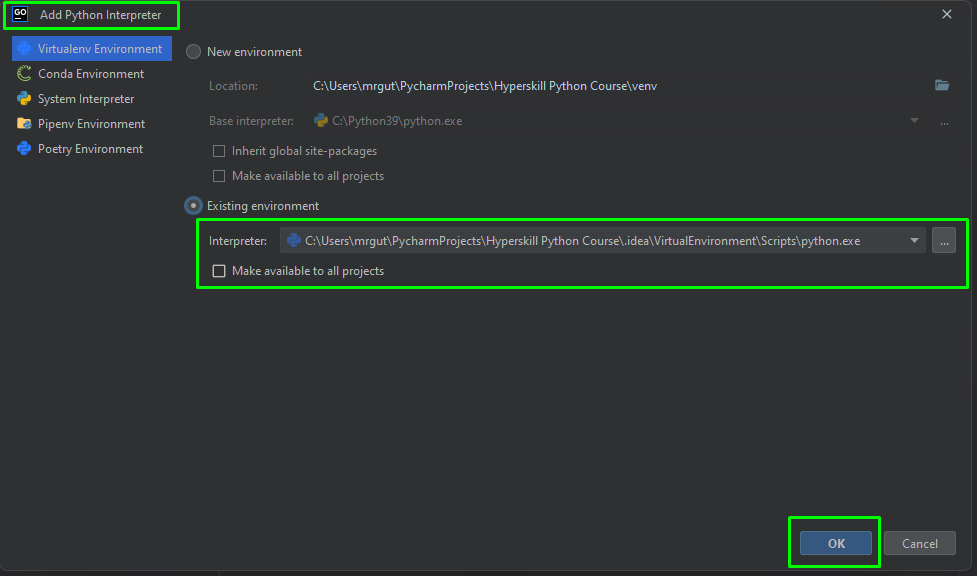 GO Add Python Interpreter
Virtualenv Environment
Conda Environment
System Interpreter
Pipenv Environment
Poetry Environment
New environment
Location: C:\Users\mrgut\PycharmProjects\Hyperskill Python Course\venv
Base interpreter: C:\Python39\python.exe ...
Inherit global site-packages
Make available to all projects
Existing environment
Interpreter: C:\Users\mrgut\PycharmProjects\Hyperskill Python Course\.idea\VirtualEnvironment\Scripts\python.exe ...
Make available to all projects
OK Cancel